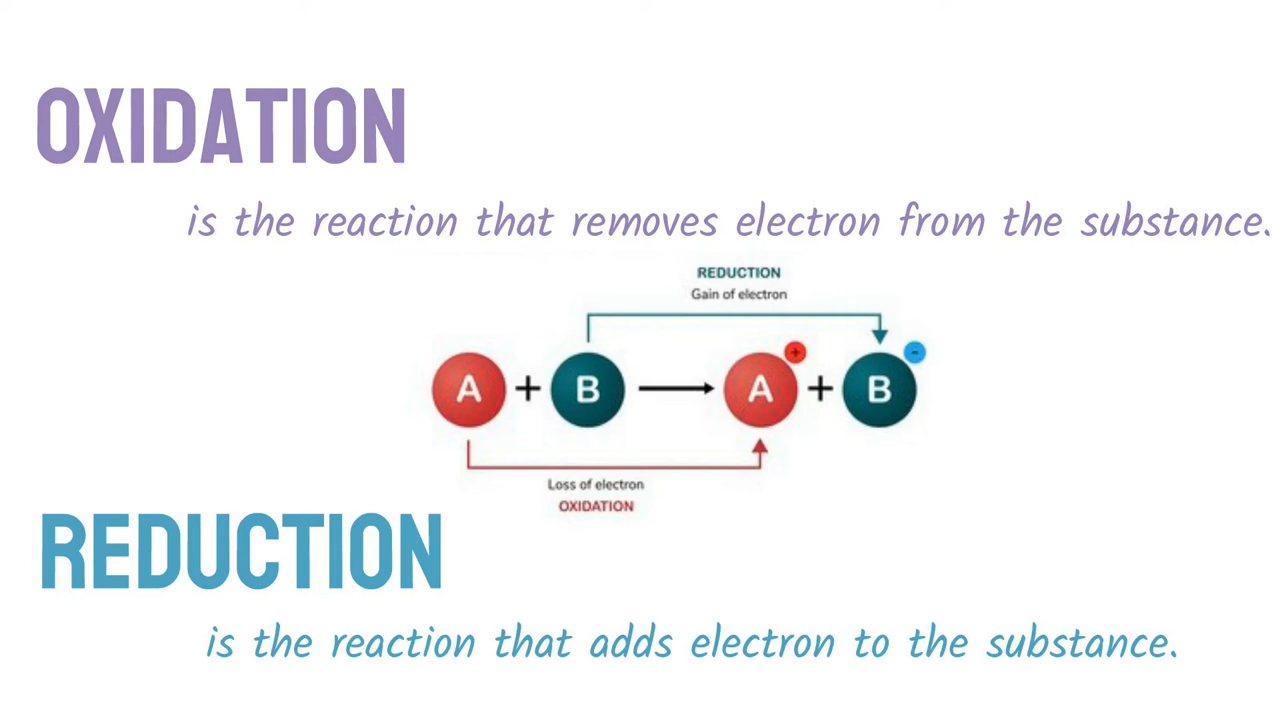 OXIDATION
is the reaction that removes electron from the substance.
REDUCTION
Gain of electron
A + B A + + B -
Loss of electron
OXIDATION
REDUCTION
is the reaction that adds electron to the substance.